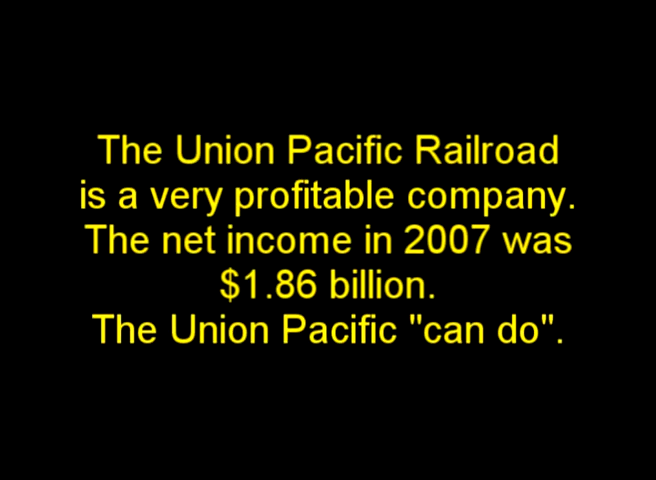 The Union Pacific Railroad
is a very profitable company.
The net income in 2007 was
$1.86 billion.
The Union Pacific "can do".